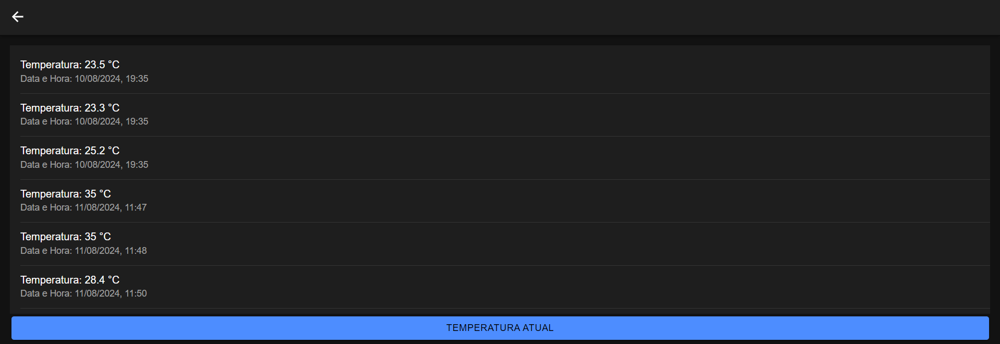 Temperatura: 23.5 °C
Data e Hora: 10/08/2024, 19:35
Temperatura: 23.3 °C
Data e Hora: 10/08/2024, 19:35
Temperatura: 25.2 °C
Data e Hora: 10/08/2024, 19:35
Temperatura: 35 °C
Data e Hora: 11/08/2024, 11:47
Temperatura: 35 °C
Data e Hora: 11/08/2024, 11:48
Temperatura: 28.4 °C
Data e Hora: 11/08/2024, 11:50
TEMPERATURA ATUAL